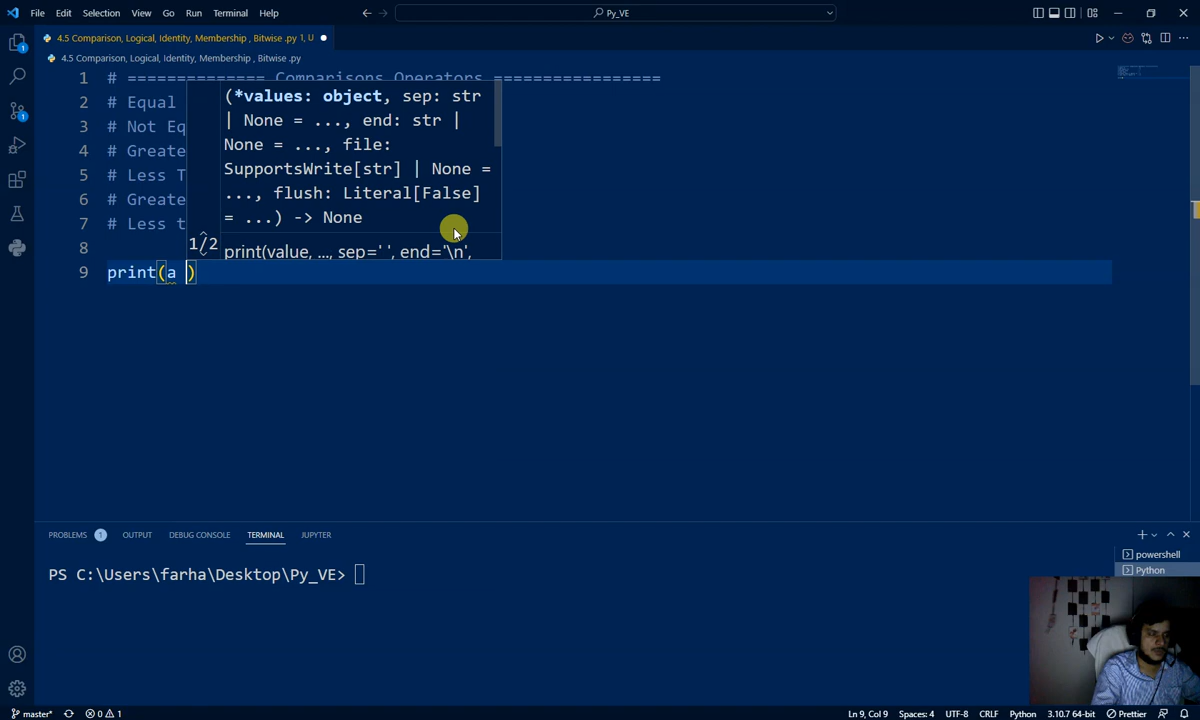 File Edit Selection View Go Run Terminal Help
Py_VE
4.5 Comparison, Logical, Identity, Membership , Bitwise .py 1, U
4.5 Comparison, Logical, Identity, Membership , Bitwise .py
1 # ============== Comparisons Operators =================
2 # Equal
3 # Not Eq
4 # Greate
5 # Less T
6 # Greate
7 # Less t
8
9 print(a )
(*values: object, sep: str
| None = ..., end: str |
None = ..., file:
SupportsWrite[str] | None =
..., flush: Literal[False]
= ...) -> None
1/2
print(value, ..., sep=' ', end='\n',
PROBLEMS 1 OUTPUT DEBUG CONSOLE TERMINAL JUPYTER
powershell
Python
PS C:\Users\farha\Desktop\Py_VE>
master* 0 1 Ln 9, Col 9 Spaces: 4 UTF-8 CRLF Python 3.10.7 64-bit Prettier